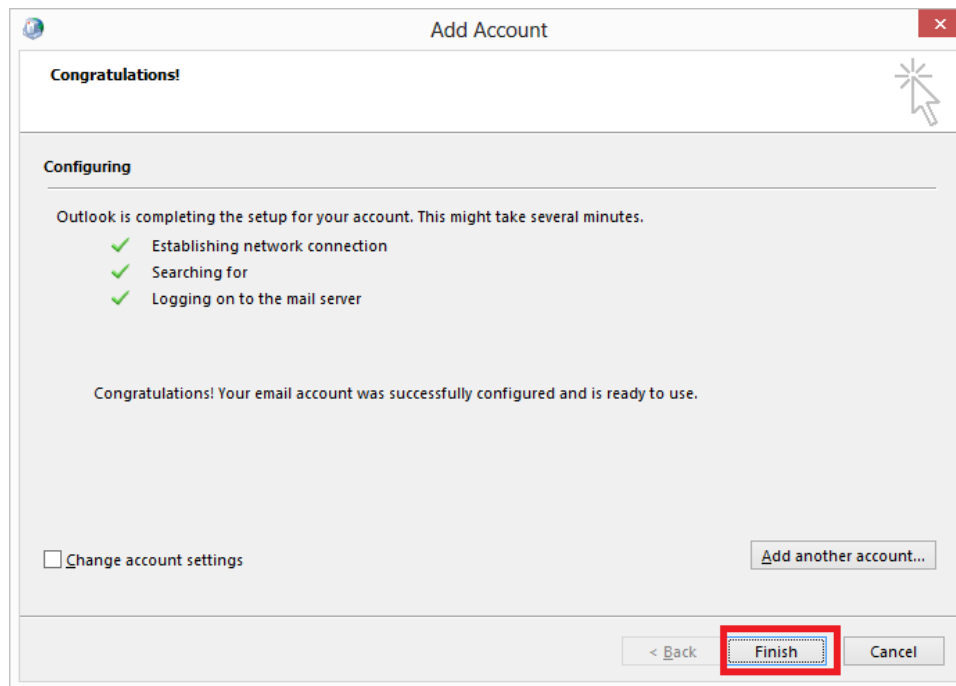 Add Account
Congratulations!
Configuring
Outlook is completing the setup for your account. This might take several minutes.
Establishing network connection
Searching for
Logging on to the mail server
Congratulations! Your email account was successfully configured and is ready to use.
Change account settings
Add another account...
< Back
Finish
Cancel